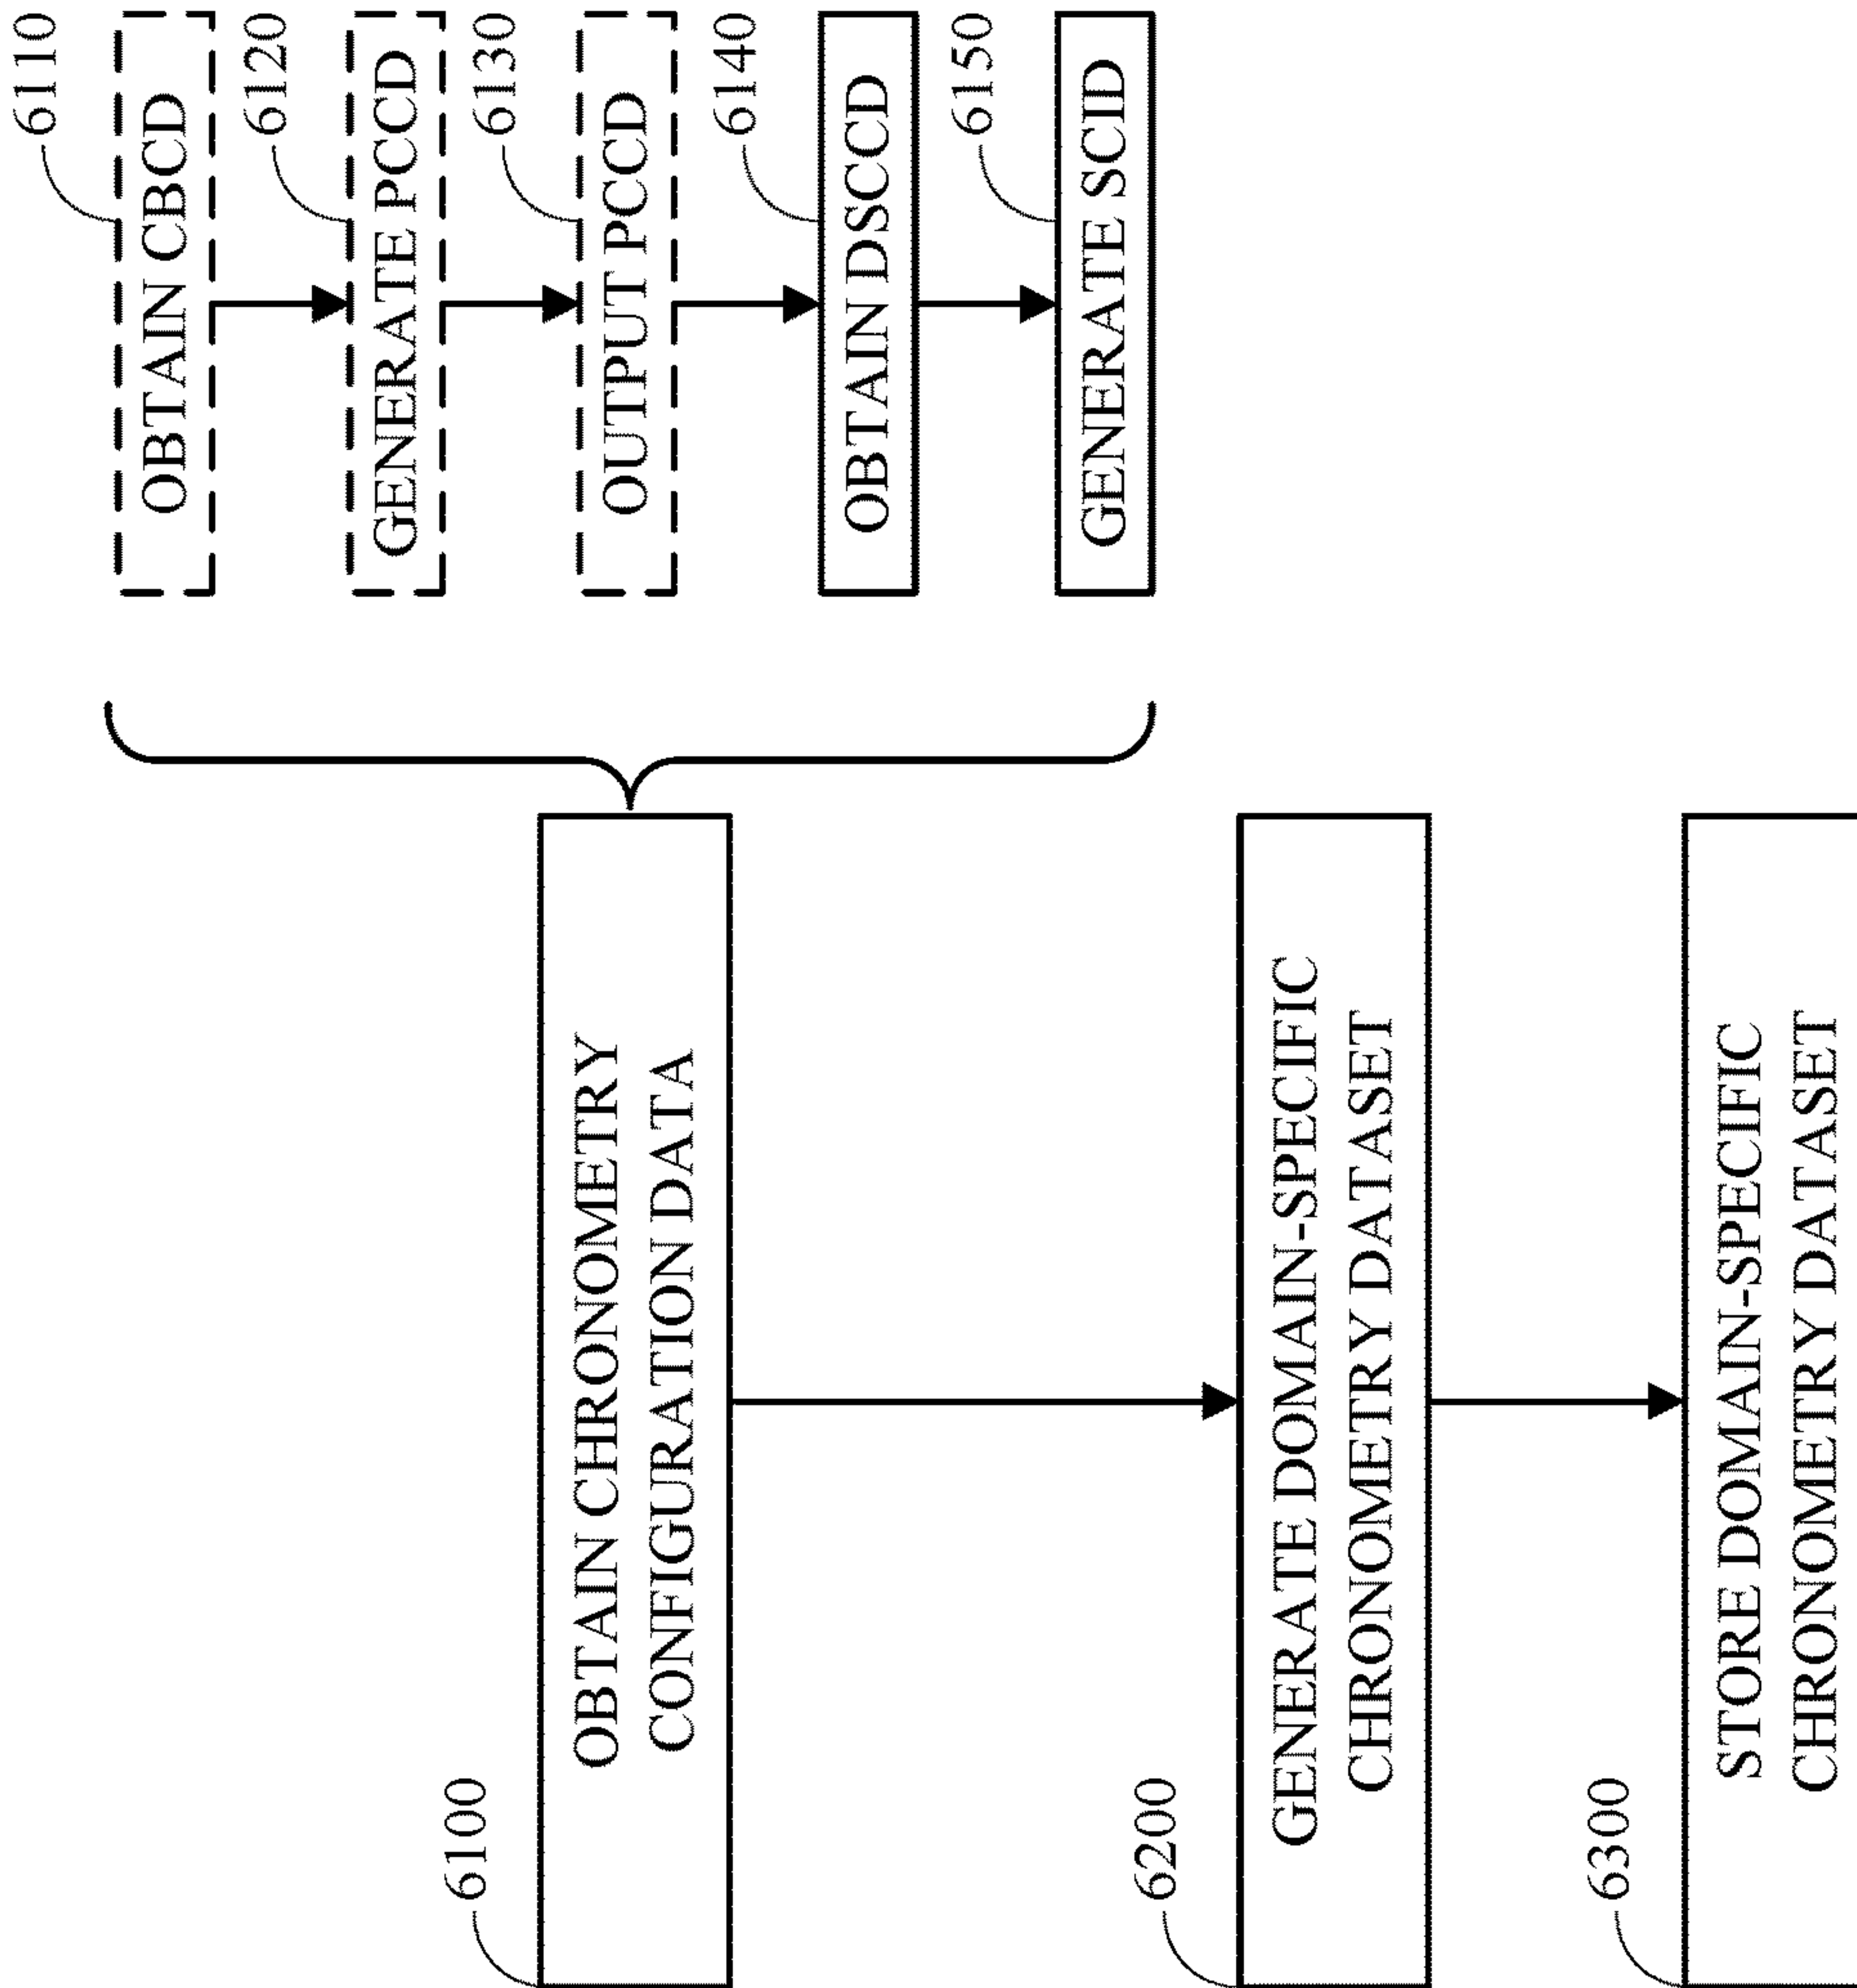 6100
OBTAIN CHRONOMETRY
CONFIGURATION DATA
6110
OBTAIN CBCD
6120
GENERATE PCCD
6130
OUTPUT PCCD
6140
OBTAIN DSCCD
6150
GENERATE SCID
6200
GENERATE DOMAIN-SPECIFIC
CHRONOMETRY DATASET
6300
STORE DOMAIN-SPECIFIC
CHRONOMETRY DATASET